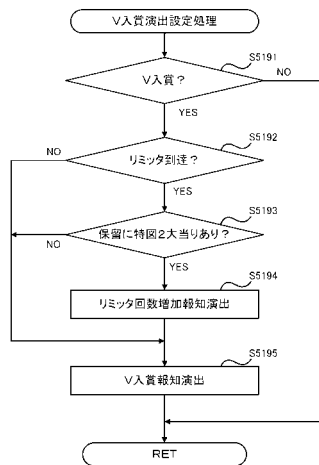 V入賞演出設定処理
S5191
V入賞？
NO
YES
S5192
NO
リミッタ到達？
YES
S5193
保留に特図２大当りあり？
NO
YES
S5194
リミッタ回数増加報知演出
S5195
V入賞報知演出
RET